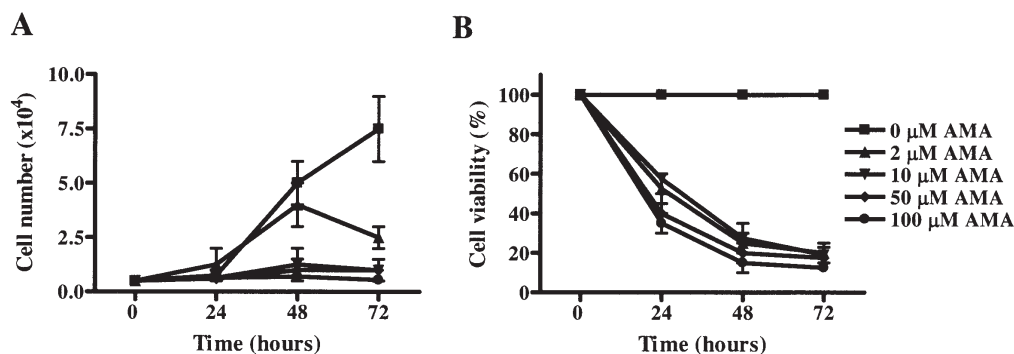 A
Cell number (x10⁴)
10.0
7.5
5.0
2.5
0.0
0 24 48 72
Time (hours)
B
Cell viability (%)
100
80
60
40
20
0
0 24 48 72
Time (hours)
0 μM AMA
2 μM AMA
10 μM AMA
50 μM AMA
100 μM AMA